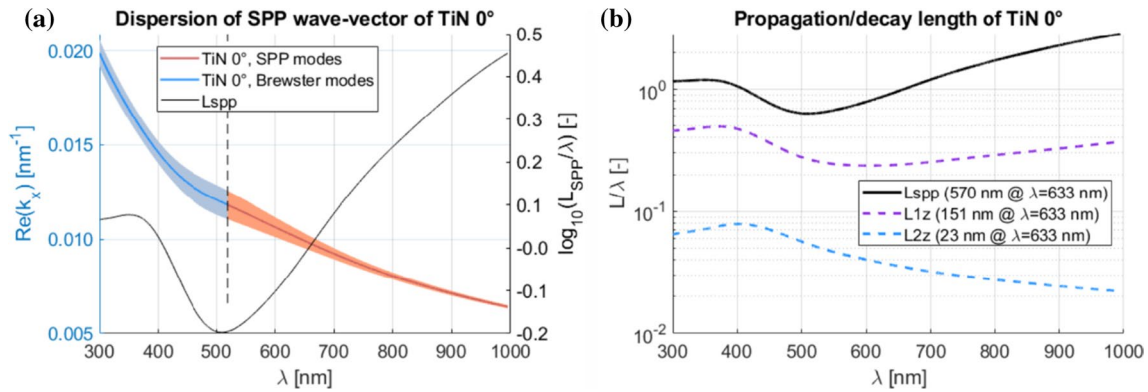 (a) Dispersion of SPP wave-vector of TiN 0°
Re(kₓ) [nm⁻¹]
0.020
0.015
0.010
0.005
TiN 0°, SPP modes
TiN 0°, Brewster modes
Lspp
0.5
0.4
0.3
0.2
0.1
-0.0
-0.1
-0.2
log₁₀(L_SPP/λ) [-]
300 400 500 600 700 800 900 1000
λ [nm]
(b) Propagation/decay length of TiN 0°
L/λ [-]
10⁰
10⁻¹
10⁻²
Lspp (570 nm @ λ=633 nm)
L1z (151 nm @ λ=633 nm)
L2z (23 nm @ λ=633 nm)
300 400 500 600 700 800 900 1000
λ [nm]